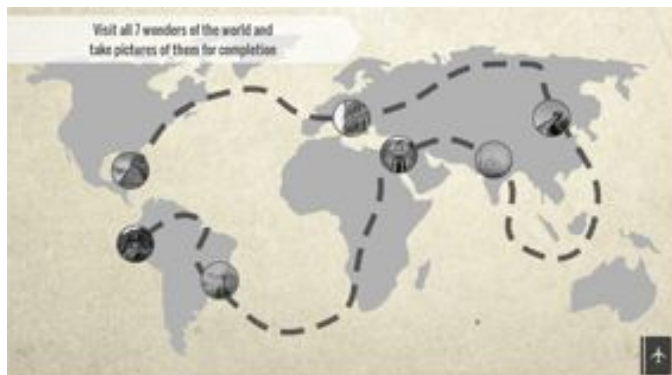 Visit all 7 wonders of the world and
take pictures of them for completion